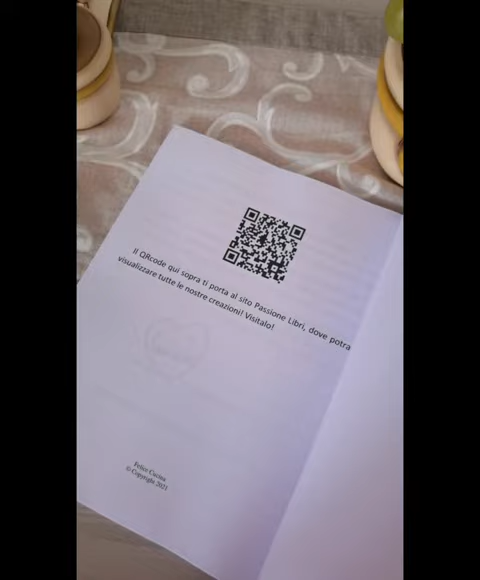 Il QRcode qui sopra ti porta al sito Passione Libri, dove potrai
visualizzare tutte le nostre creazioni! Visitalo!
Felice Cucina
© Copyright 2021